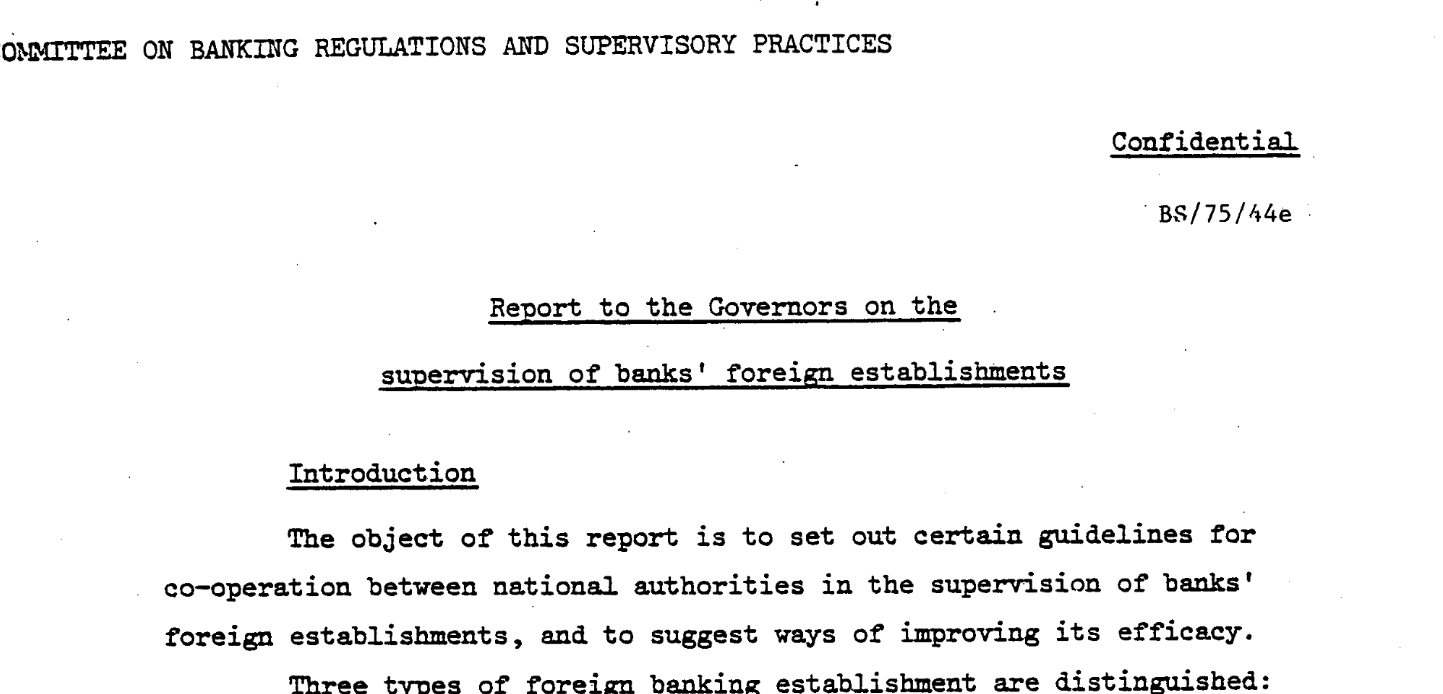 OMMITTEE ON BANKING REGULATIONS AND SUPERVISORY PRACTICES
Confidential
BS/75/44e
Report to the Governors on the
supervision of banks' foreign establishments
Introduction
The object of this report is to set out certain guidelines for
co-operation between national authorities in the supervision of banks'
foreign establishments, and to suggest ways of improving its efficacy.
Three types of foreign banking establishment are distinguished: